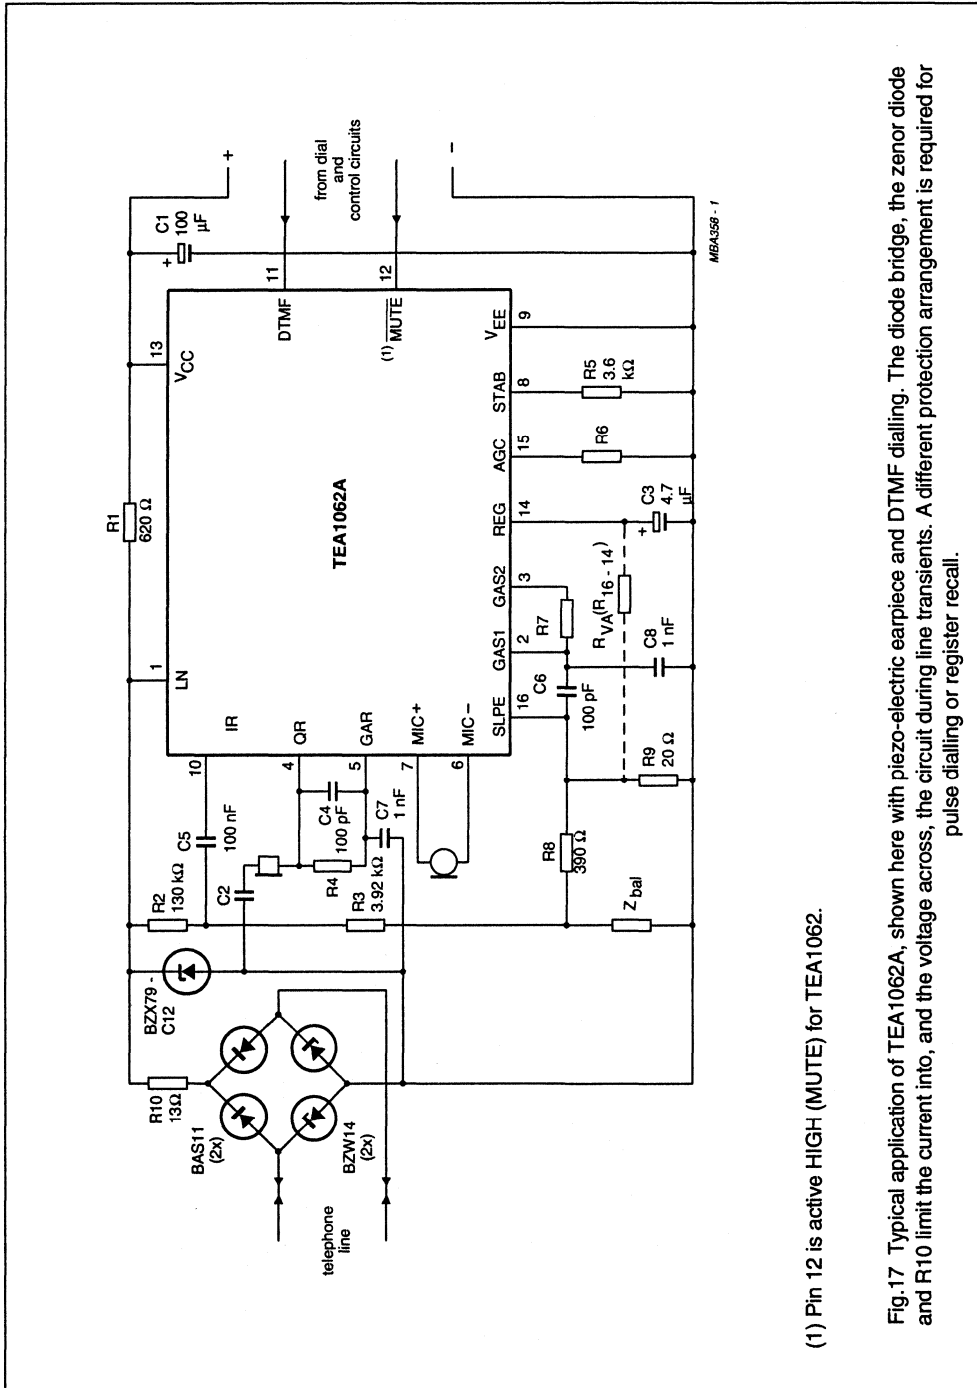 R1
620 Ω
C1
100
μF
+
+
−
from dial
and
control circuits
R10
13Ω
BZX79 -
C12
R2
130 kΩ
C5
100 nF
C2
BAS11
(2x)
BZW14
(2x)
telephone
line
R4
C4
100 pF
R3
3.92 kΩ
C7
1 nF
1
LN
13
VCC
11
DTMF
12
(1) MUTE
10
IR
4
QR
5
GAR
7
MIC+
6
MIC−
TEA1062A
SLPE
16
GAS1
2
GAS2
3
REG
14
AGC
15
STAB
8
VEE
9
C6
100 pF
R7
RVA(R16 - 14)
R6
R5
3.6
kΩ
R8
390 Ω
Zbal
R9
20 Ω
C8
1 nF
+
C3
4.7
μF
MBA358 - 1
(1) Pin 12 is active HIGH (MUTE) for TEA1062.
Fig.17 Typical application of TEA1062A, shown here with piezo-electric earpiece and DTMF dialling. The diode bridge, the zenor diode
and R10 limit the current into, and the voltage across, the circuit during line transients. A different protection arrangement is required for
pulse dialling or register recall.